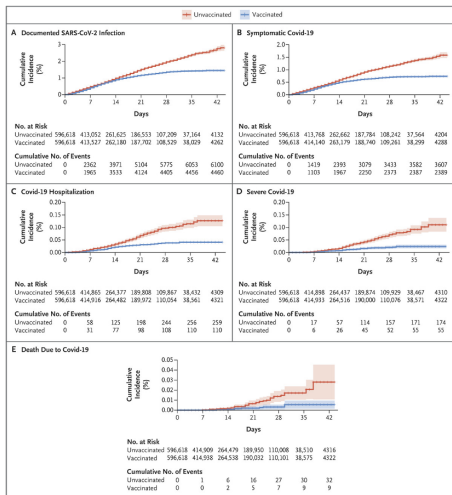 Unvaccinated Vaccinated
A Documented SARS-CoV-2 Infection
Cumulative Incidence (%)
3
2
1
0
0 7 14 21 28 35 42
Days
No. at Risk
Unvaccinated 596,618 413,052 261,625 186,553 107,209 37,164 4132
Vaccinated 596,618 413,527 262,180 187,702 108,529 38,029 4262
Cumulative No. of Events
Unvaccinated 0 2362 3971 5104 5775 6053 6100
Vaccinated 0 1965 3533 4124 4405 4456 4460
B Symptomatic Covid-19
Cumulative Incidence (%)
2.0
1.5
1.0
0.5
0.0
0 7 14 21 28 35 42
Days
No. at Risk
Unvaccinated 596,618 413,768 262,662 187,784 108,242 37,564 4204
Vaccinated 596,618 414,140 263,179 188,740 109,261 38,299 4288
Cumulative No. of Events
Unvaccinated 0 1419 2393 3079 3433 3582 3607
Vaccinated 0 1103 1967 2250 2373 2387 2389
C Covid-19 Hospitalization
Cumulative Incidence (%)
0.20
0.15
0.10
0.05
0.00
0 7 14 21 28 35 42
Days
No. at Risk
Unvaccinated 596,618 414,865 264,377 189,808 109,867 38,432 4309
Vaccinated 596,618 414,916 264,482 189,972 110,054 38,561 4321
Cumulative No. of Events
Unvaccinated 0 58 125 198 244 256 259
Vaccinated 0 31 77 98 108 110 110
D Severe Covid-19
Cumulative Incidence (%)
0.20
0.15
0.10
0.05
0.00
0 7 14 21 28 35 42
Days
No. at Risk
Unvaccinated 596,618 414,898 264,437 189,874 109,929 38,467 4310
Vaccinated 596,618 414,933 264,516 190,000 110,076 38,571 4322
Cumulative No. of Events
Unvaccinated 0 17 57 114 157 171 174
Vaccinated 0 6 26 45 52 55 55
E Death Due to Covid-19
Cumulative Incidence (%)
0.05
0.04
0.03
0.02
0.01
0.00
0 7 14 21 28 35 42
Days
No. at Risk
Unvaccinated 596,618 414,909 264,479 189,950 110,008 38,510 4316
Vaccinated 596,618 414,938 264,538 190,032 110,101 38,575 4322
Cumulative No. of Events
Unvaccinated 0 1 6 16 27 30 32
Vaccinated 0 0 2 5 7 9 9